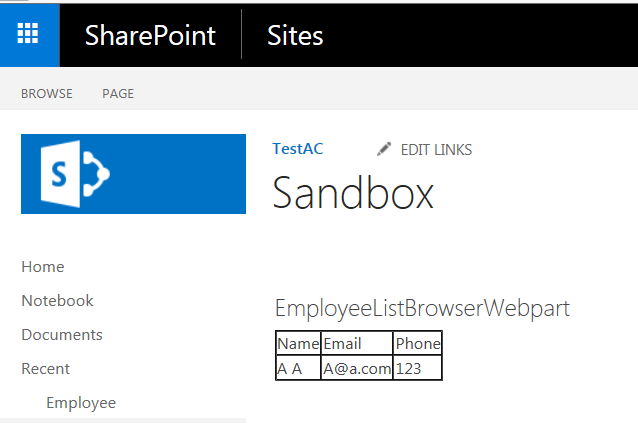 SharePoint Sites
BROWSE PAGE
S
TestAC EDIT LINKS
Sandbox
Home
Notebook
Documents
Recent
Employee
EmployeeListBrowserWebpart
Name Email Phone
A A A@a.com 123